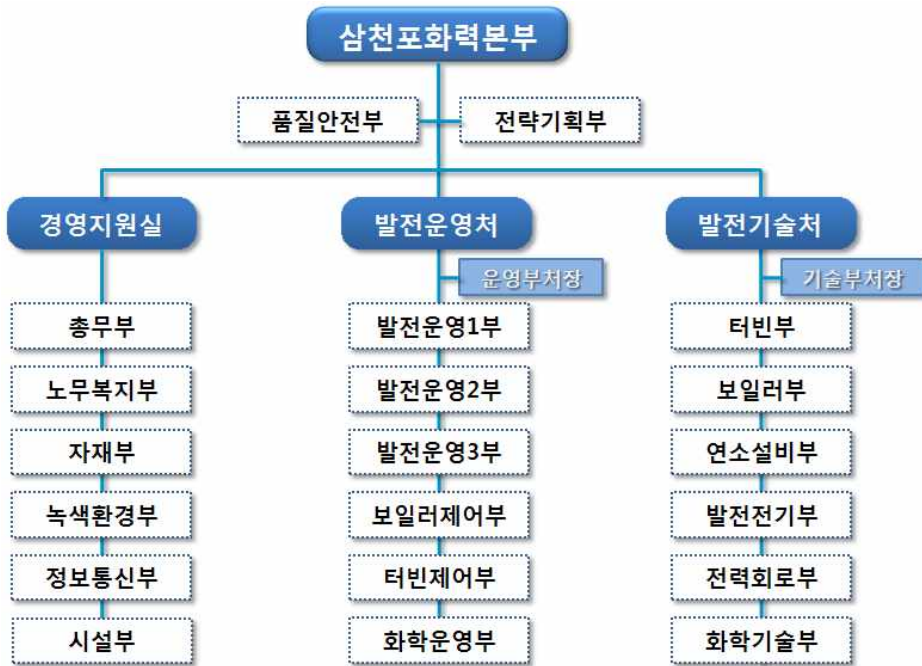 삼천포화력본부
품질안전부 전략기획부
경영지원실 발전운영처 발전기술처
운영부처장 기술부처장
총무부 발전운영1부 터빈부
노무복지부 발전운영2부 보일러부
자재부 발전운영3부 연소설비부
녹색환경부 보일러제어부 발전전기부
정보통신부 터빈제어부 전력회로부
시설부 화학운영부 화학기술부